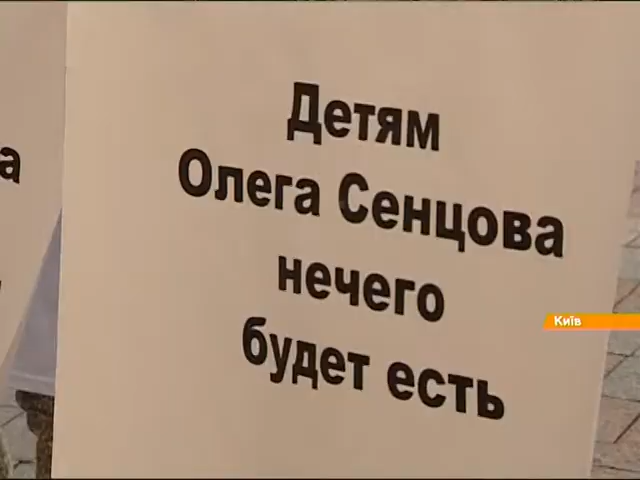 Детям
Олега Сенцова
нечего
будет есть
Київ
а